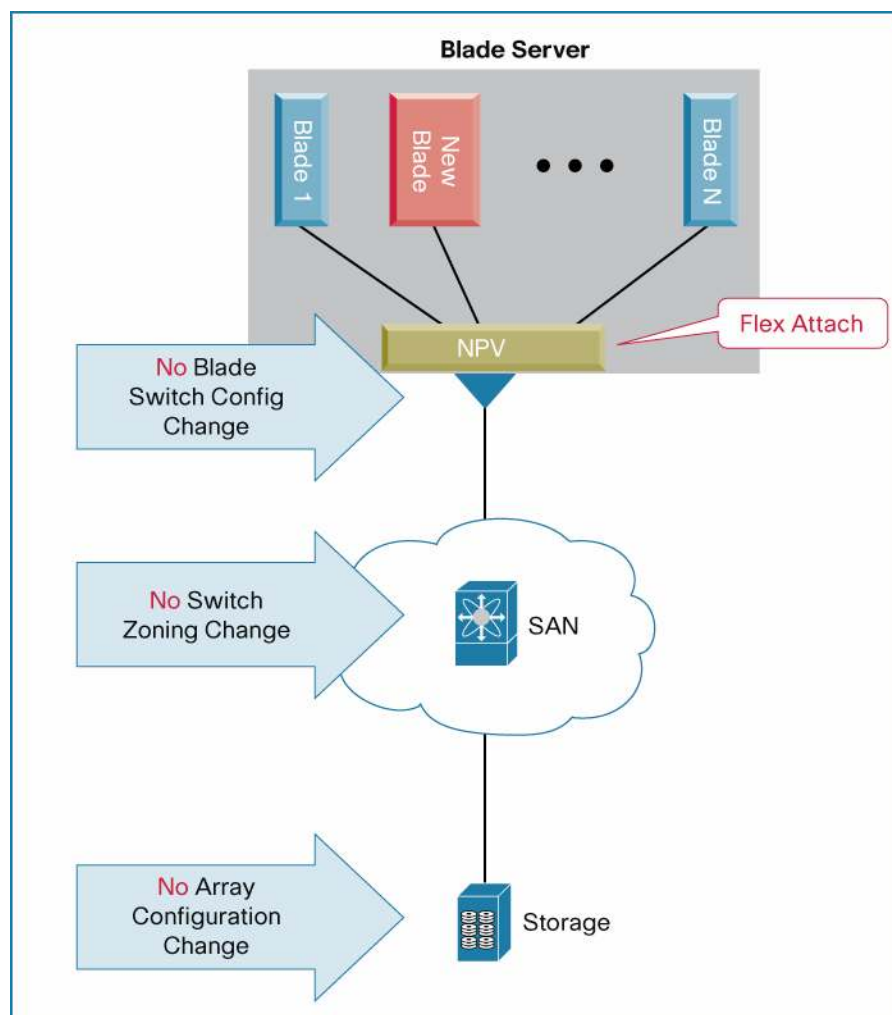 Blade Server
Blade 1
New
Blade
Blade N
Flex Attach
NPV
No Blade
Switch Config
Change
No Switch
Zoning Change
SAN
No Array
Configuration
Change
Storage